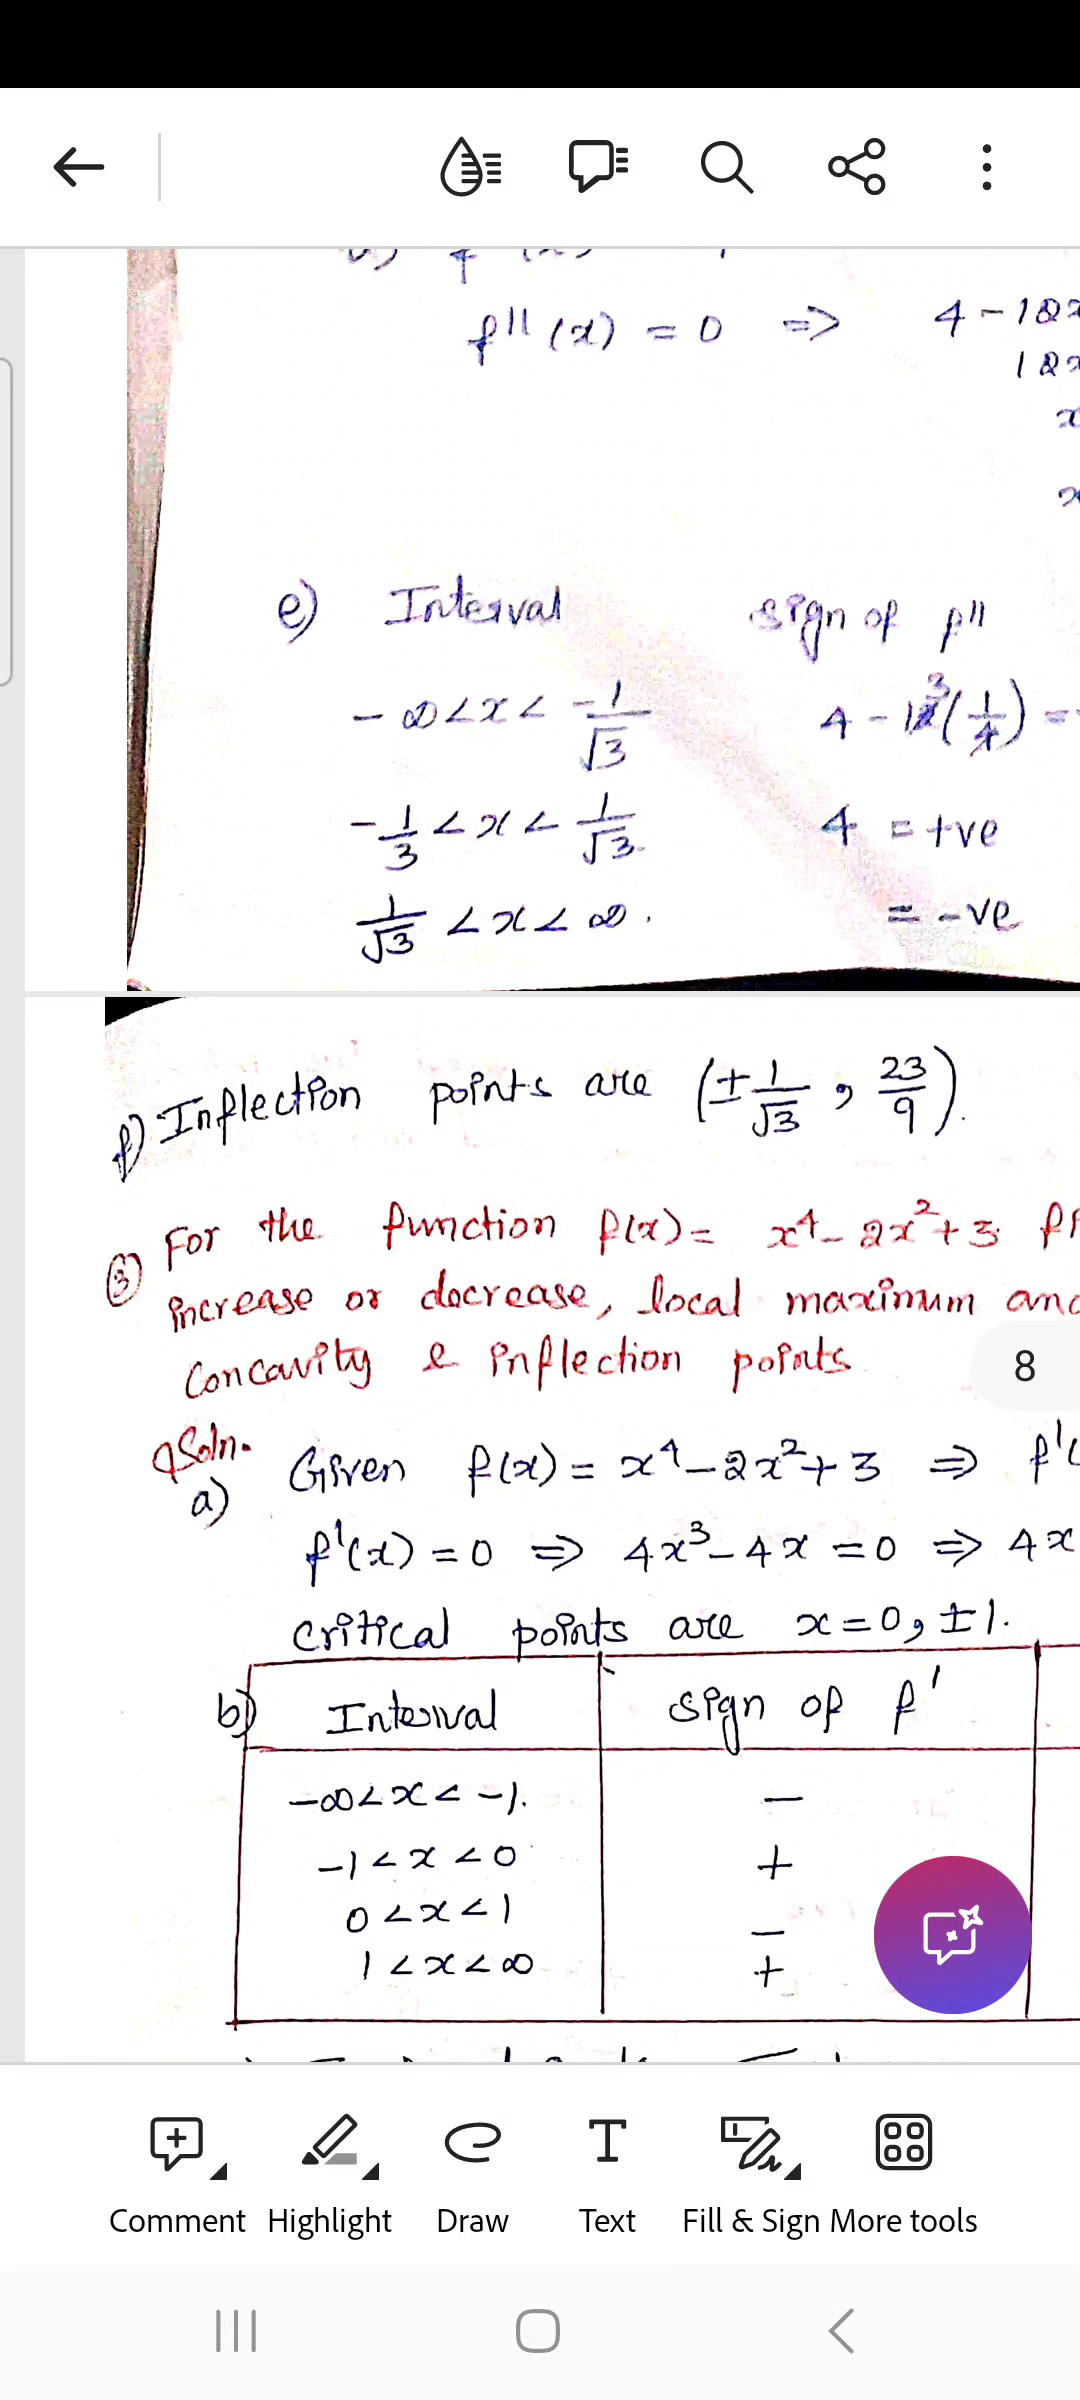 f''(x) = 0 => 4-12x
12x
x
x
e) Interval sign of f''
-∞<x<-1/√3 4-12^3(1/4) = -
-1/3<x<1/√3. 4 = +ve
1/√3 <x<∞. = -ve
f) Inflection points are (±1/√3, 23/9).
③ For the function f(x) = x⁴-2x²+3 fi
increase or decrease, local maximum and
concavity & inflection points
Soln.
a) Given f(x) = x⁴-2x²+3 => f'(
f'(x) = 0 => 4x³-4x = 0 => 4x
critical points are x=0, ±1.
b) Interval sign of f'
-∞<x<-1. -
-1<x<0 +
0<x<1 -
1<x<∞ +
8
Comment Highlight Draw Text Fill & Sign More tools